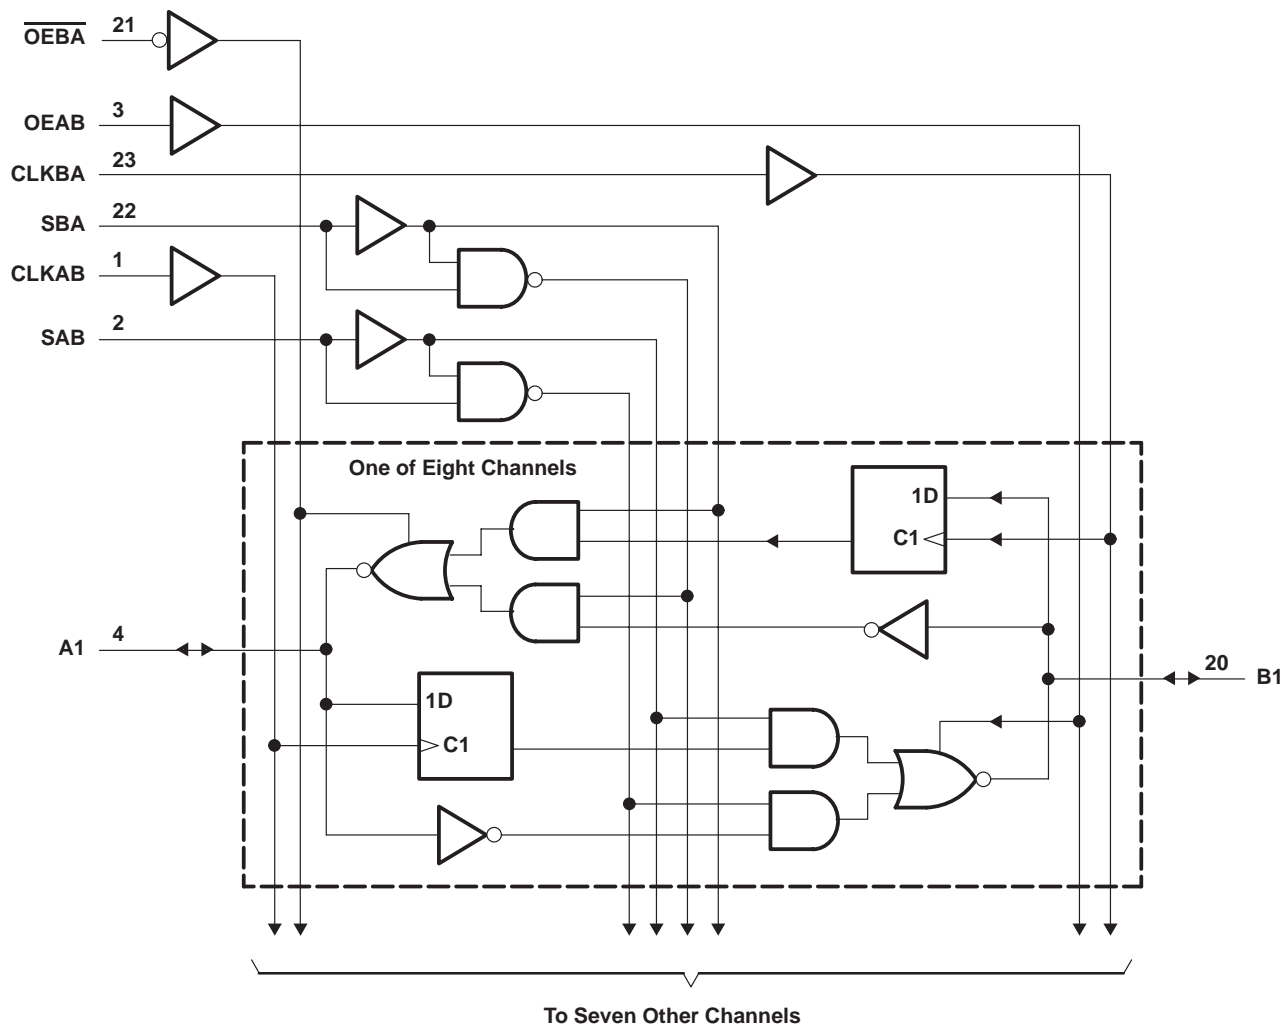 OEBA 21
OEAB 3
CLKBA 23
SBA 22
CLKAB 1
SAB 2
One of Eight Channels
1D
C1
A1 4
1D
C1
20 B1
To Seven Other Channels